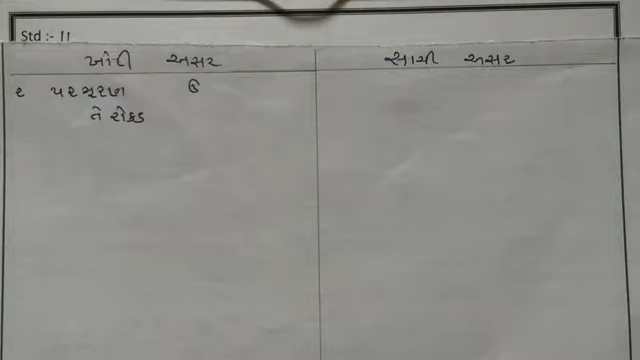 Std :- 11
ખોટી અસર સાચી અસર
૨ પરચૂરણ ઉ
તે રોકડ